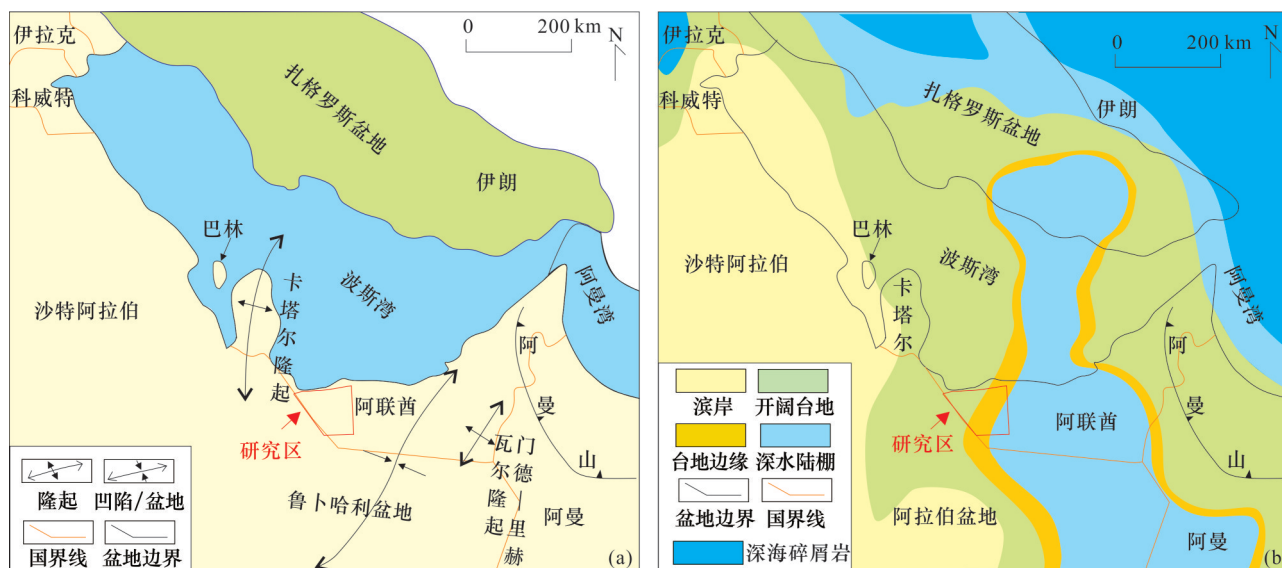 0 200 km
N
伊拉克
科威特
扎格罗斯盆地
伊朗
巴林
沙特阿拉伯
卡塔尔隆起
波斯湾
阿曼湾
阿曼山
阿联酋
研究区
瓦尔隆起
门德—里赫
鲁卜哈利盆地
阿曼
隆起 凹陷/盆地
国界线 盆地边界
(a)
0 200 km
N
伊拉克
科威特
扎格罗斯盆地
伊朗
巴林
沙特阿拉伯
卡塔尔
波斯湾
阿曼湾
阿曼山
阿联酋
研究区
阿拉伯盆地
阿曼
滨岸 开阔台地
台地边缘 深水陆棚
盆地边界 国界线
深海碎屑岩
(b)